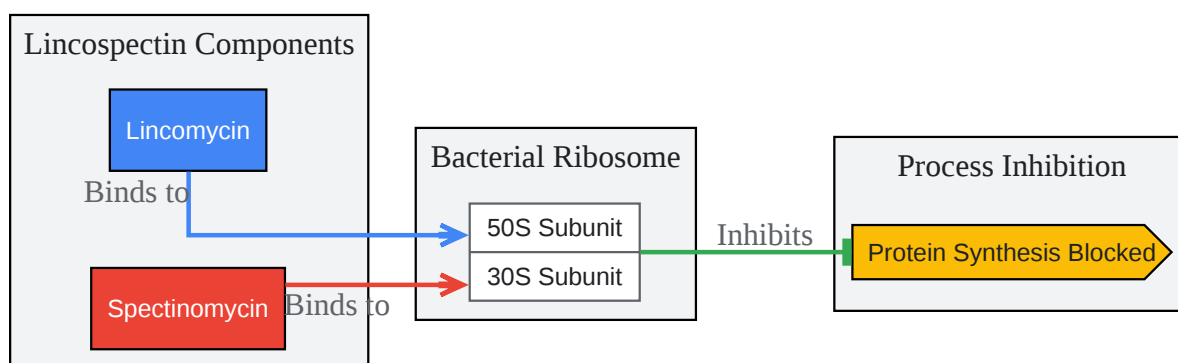 Lincospectin Components
Lincomycin
Binds to
Spectinomycin
Binds to
Bacterial Ribosome
50S Subunit
30S Subunit
Inhibits
Process Inhibition
Protein Synthesis Blocked